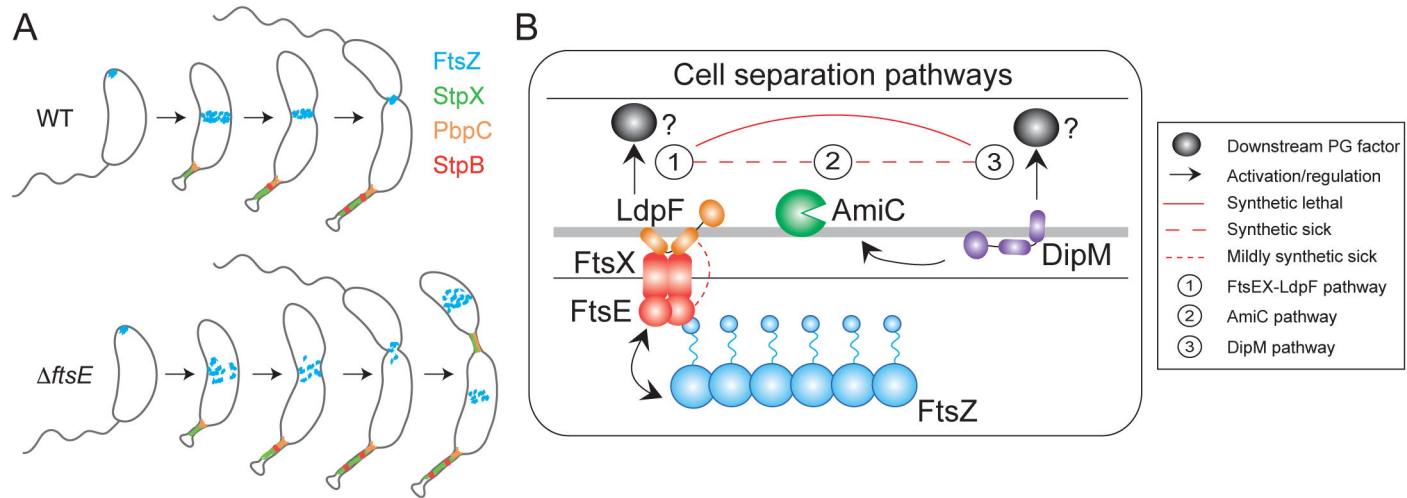 A
WT
FtsZ
StpX
PbpC
StpB
ΔftsE
B
Cell separation pathways
?
?
1
2
3
LdpF
AmiC
DipM
FtsX
FtsE
FtsZ
Downstream PG factor
Activation/regulation
Synthetic lethal
Synthetic sick
Mildly synthetic sick
1 FtsEX-LdpF pathway
2 AmiC pathway
3 DipM pathway